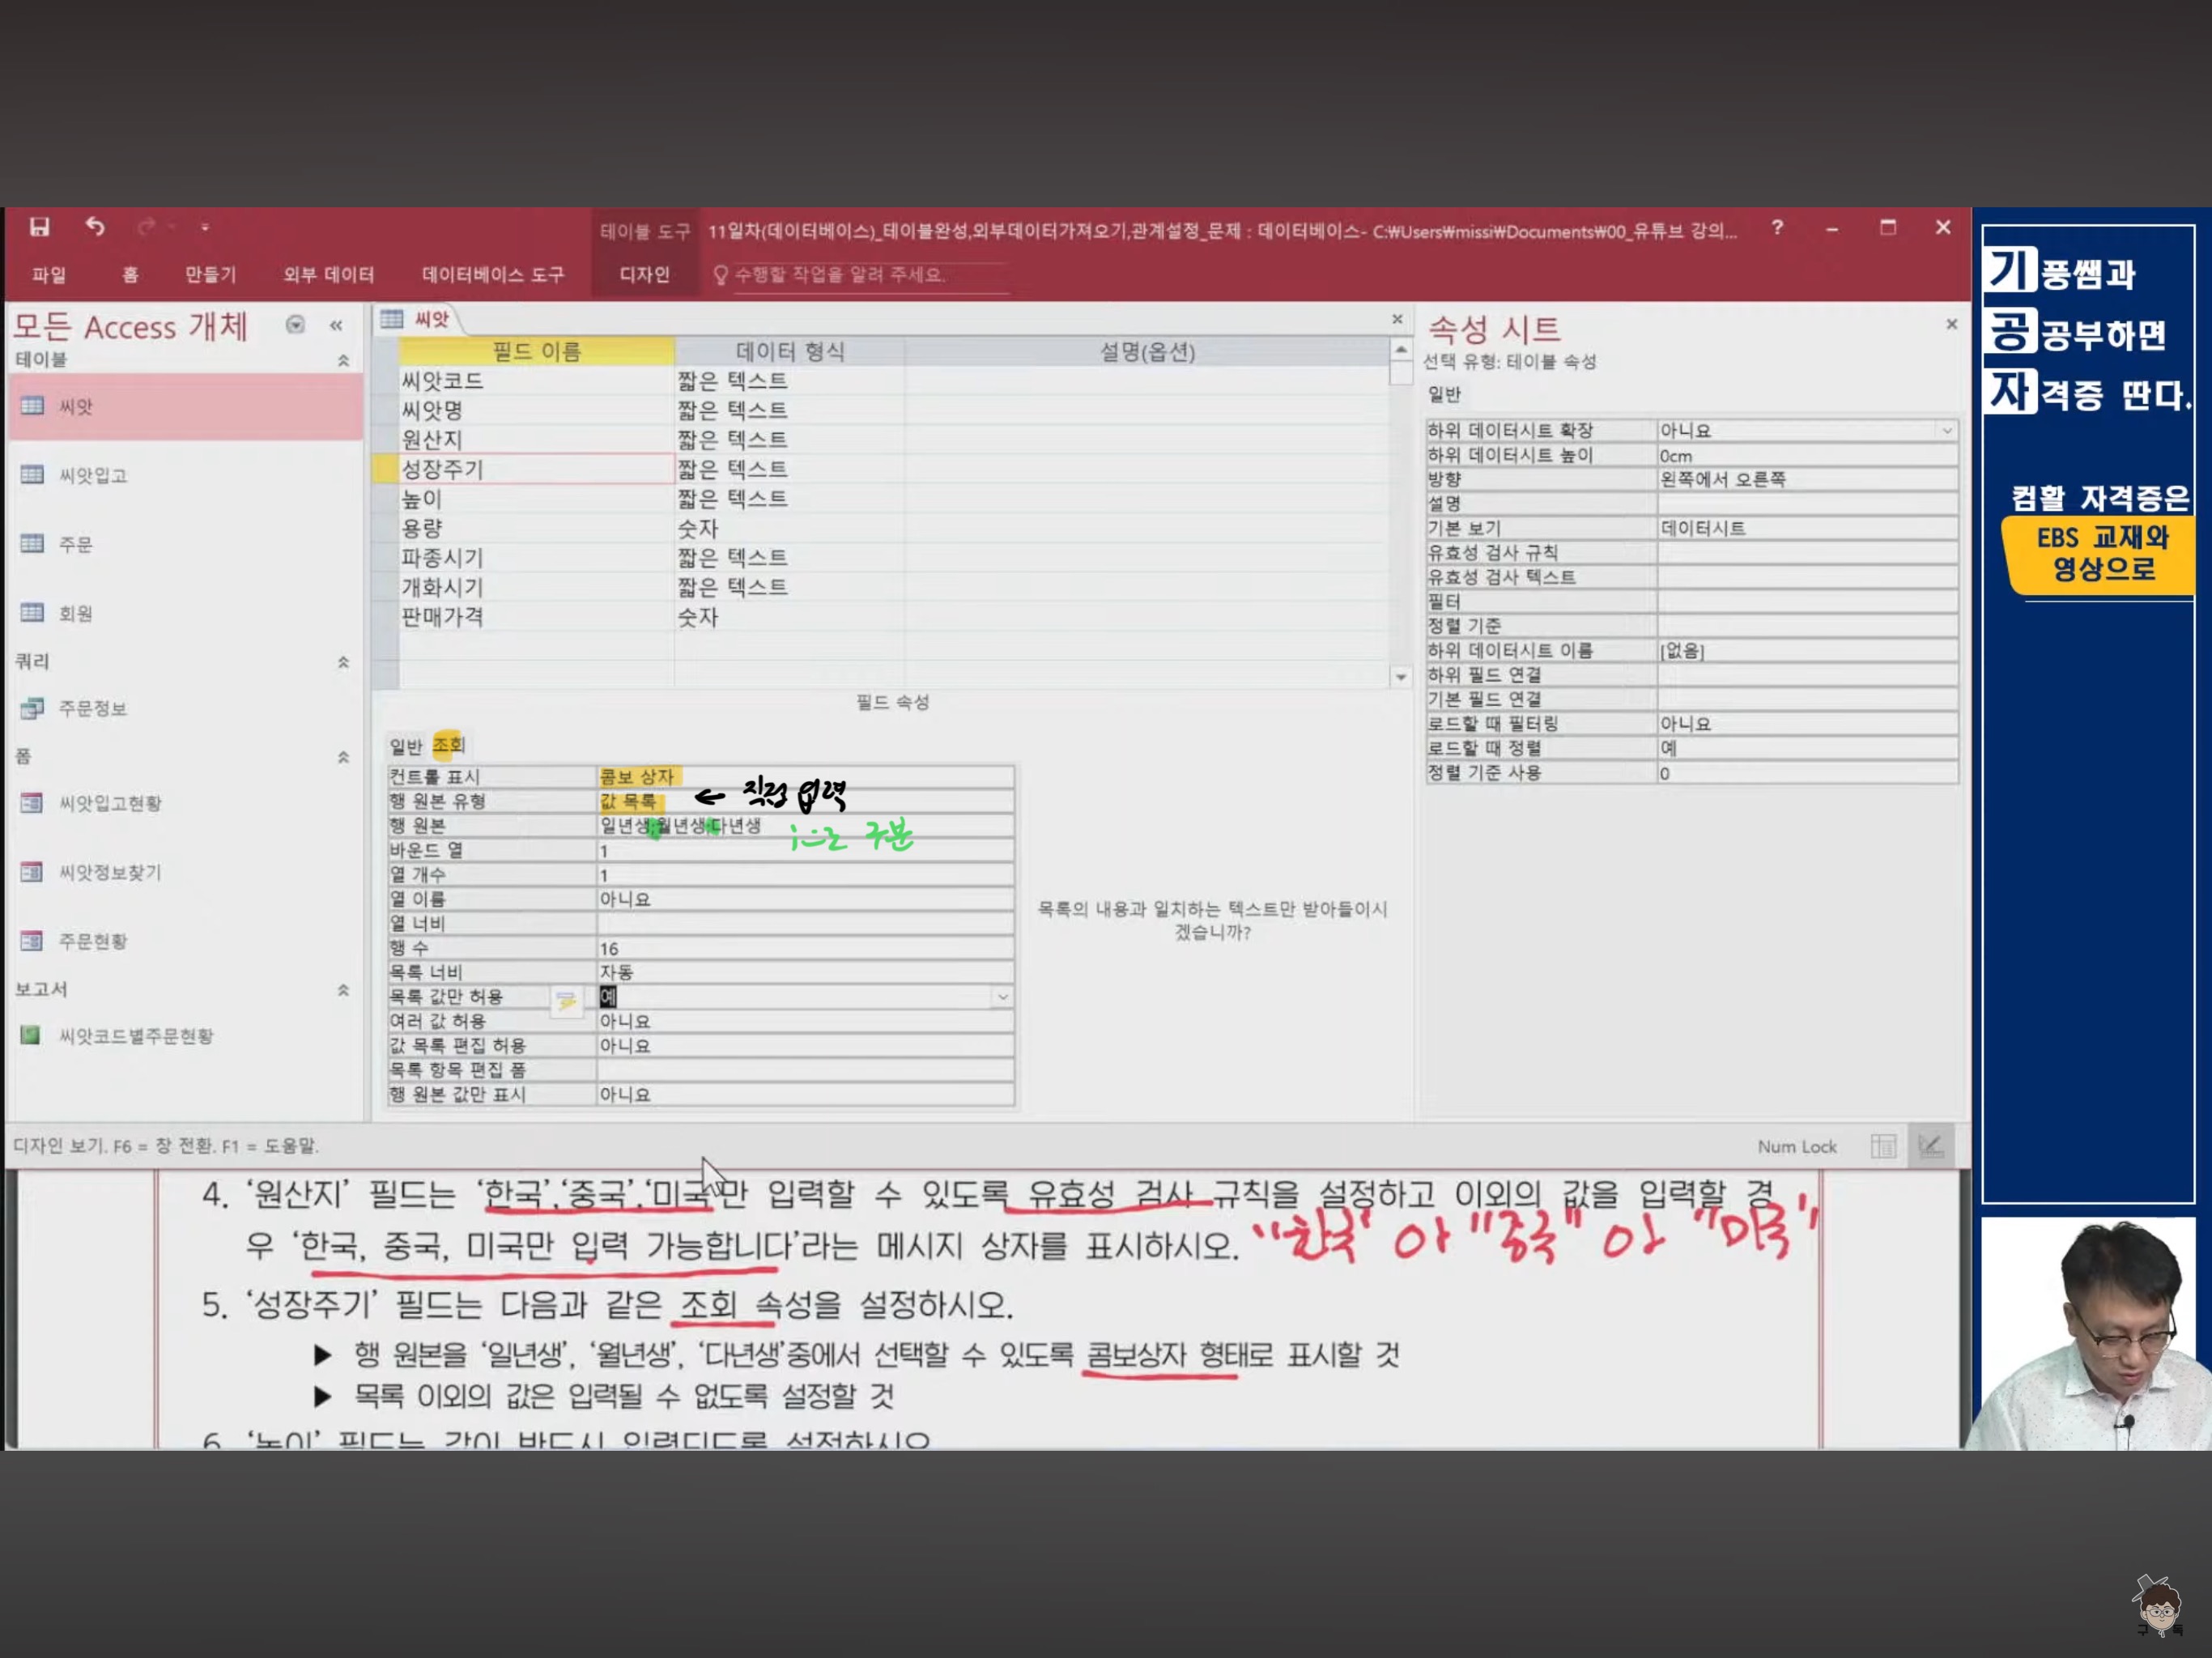 테이블 도구
11일차(데이터베이스)_테이블완성,외부데이터가져오기,관계설정_문제 : 데이터베이스- C:₩Users₩missi₩Documents₩00_유튜브 강의...
파일
홈
만들기
외부 데이터
데이터베이스 도구
디자인
수행할 작업을 알려 주세요.
모든 Access 개체
테이블
씨앗
씨앗입고
주문
회원
쿼리
주문정보
폼
씨앗입고현황
씨앗정보찾기
주문현황
보고서
씨앗코드별주문현황
씨앗
필드 이름 데이터 형식 설명(옵션)
씨앗코드 짧은 텍스트
씨앗명 짧은 텍스트
원산지 짧은 텍스트
성장주기 짧은 텍스트
높이 짧은 텍스트
용량 숫자
파종시기 짧은 텍스트
개화시기 짧은 텍스트
판매가격 숫자
필드 속성
일반 조회
컨트롤 표시 콤보 상자
행 원본 유형 값 목록 ← 직접 입력
행 원본 일년생;월년생;다년생 ;으로 구분
바운드 열 1
열 개수 1
열 이름 아니요
열 너비
행 수 16
목록 너비 자동
목록 값만 허용 예
여러 값 허용 아니요
값 목록 편집 허용 아니요
목록 항목 편집 폼
행 원본 값만 표시 아니요
목록의 내용과 일치하는 텍스트만 받아들이시
겠습니까?
속성 시트
선택 유형: 테이블 속성
일반
하위 데이터시트 확장 아니요
하위 데이터시트 높이 0cm
방향 왼쪽에서 오른쪽
설명
기본 보기 데이터시트
유효성 검사 규칙
유효성 검사 텍스트
필터
정렬 기준
하위 데이터시트 이름 [없음]
하위 필드 연결
기본 필드 연결
로드할 때 필터링 아니요
로드할 때 정렬 예
정렬 기준 사용 0
디자인 보기. F6 = 창 전환. F1 = 도움말.
Num Lock
4. ‘원산지’ 필드는 ‘한국’,‘중국’,‘미국’만 입력할 수 있도록 유효성 검사 규칙을 설정하고 이외의 값을 입력할 경
우 ‘한국, 중국, 미국만 입력 가능합니다’라는 메시지 상자를 표시하시오.
"한국" or "중국" or "미국"
5. ‘성장주기’ 필드는 다음과 같은 조회 속성을 설정하시오.
▶ 행 원본을 ‘일년생’, ‘월년생’, ‘다년생’중에서 선택할 수 있도록 콤보상자 형태로 표시할 것
▶ 목록 이외의 값은 입력될 수 없도록 설정할 것
6. ‘높이’ 필드는 값이 반드시 입력되도록 설정하시오
기풍쌤과
공공부하면
자격증 딴다.
컴활 자격증은
EBS 교재와
영상으로
구독